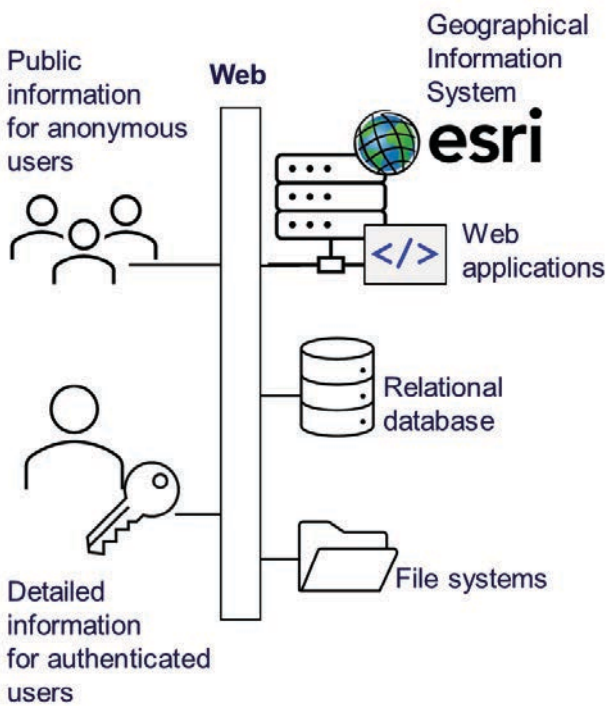 Public
information
for anonymous
users
Web
Geographical
Information
System
esri
</>
Web
applications
Relational
database
File systems
Detailed
information
for authenticated
users